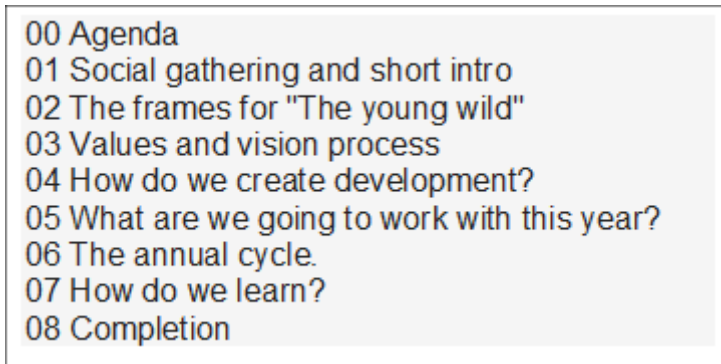 00 Agenda
01 Social gathering and short intro
02 The frames for "The young wild"
03 Values and vision process
04 How do we create development?
05 What are we going to work with this year?
06 The annual cycle.
07 How do we learn?
08 Completion